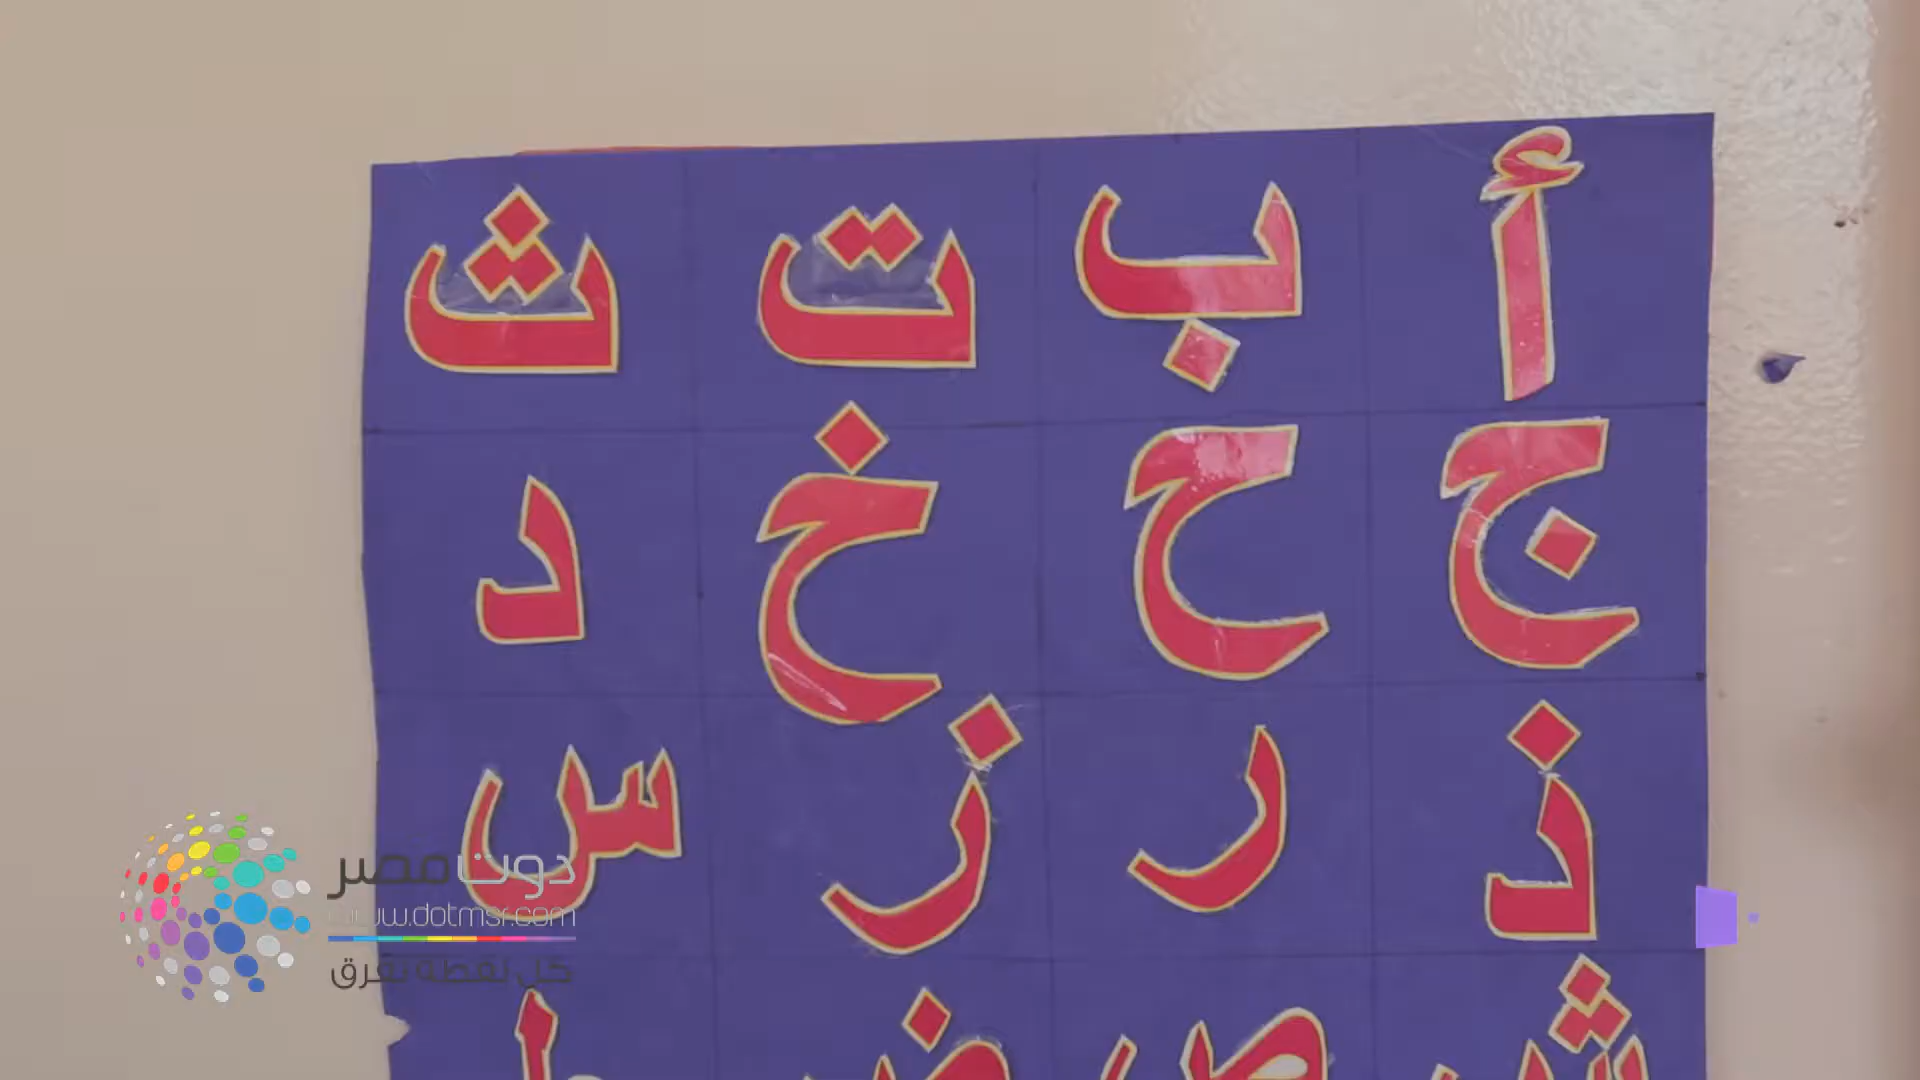 أ ب ت ث
ج ح خ د
ذ ر ز س
ش ص ض ط
دوت مصر
www.dotmsr.com
كل نقطة تفرق